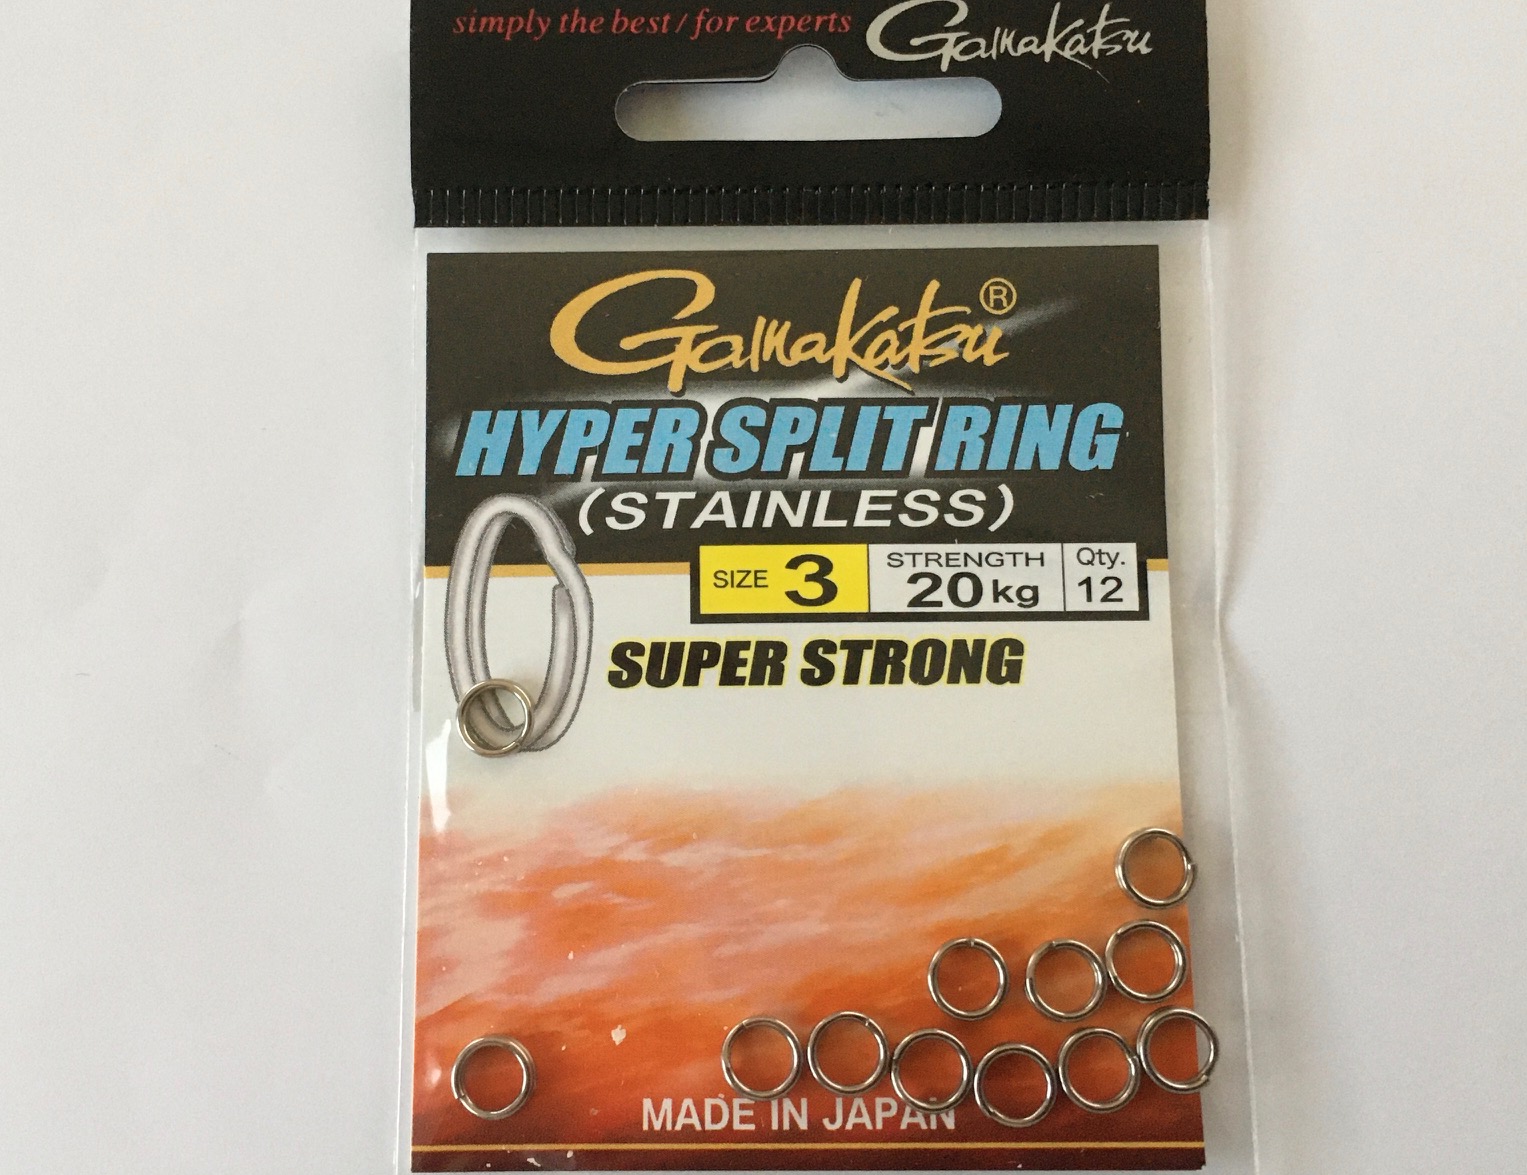 simply the best / for experts Gamakatsu
Gamakatsu®
HYPER SPLIT RING
(STAINLESS)
SIZE 3 STRENGTH 20kg Qty. 12
SUPER STRONG
MADE IN JAPAN